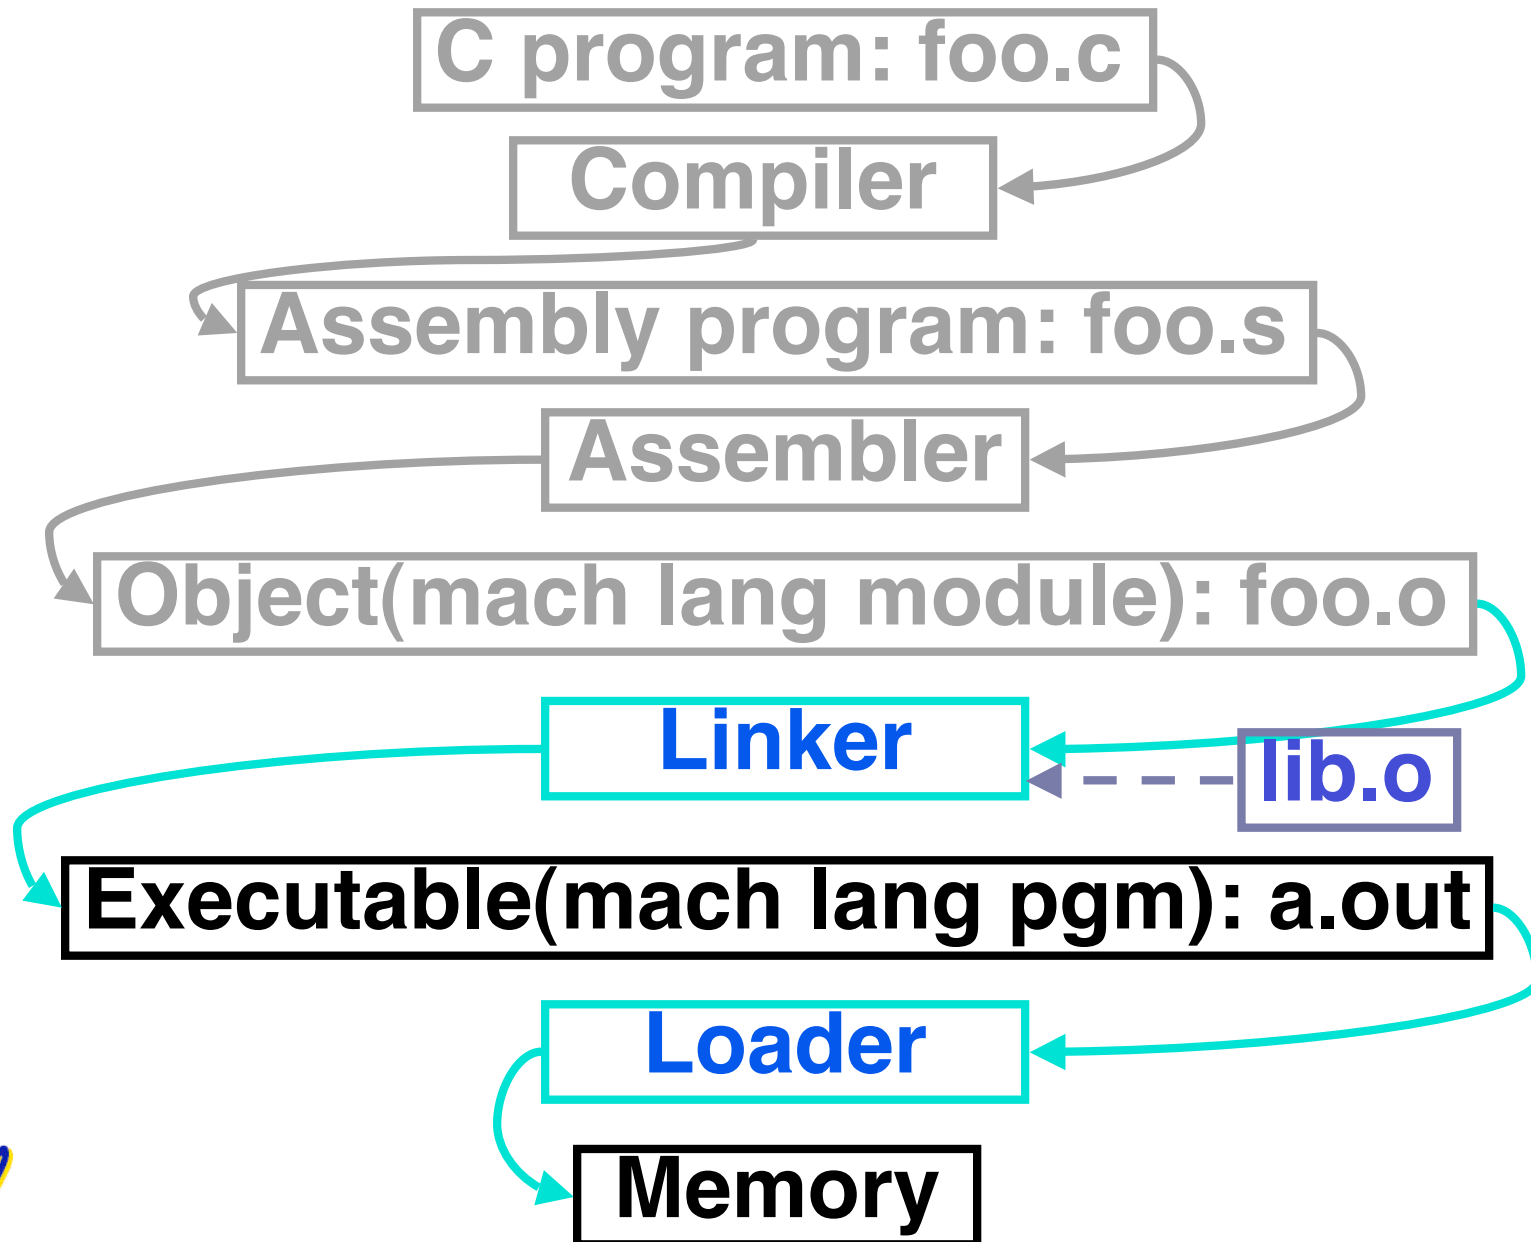 C program: foo.c
Compiler
Assembly program: foo.s
Assembler
Object(mach lang module): foo.o
Linker
lib.o
Executable(mach lang pgm): a.out
Loader
Memory